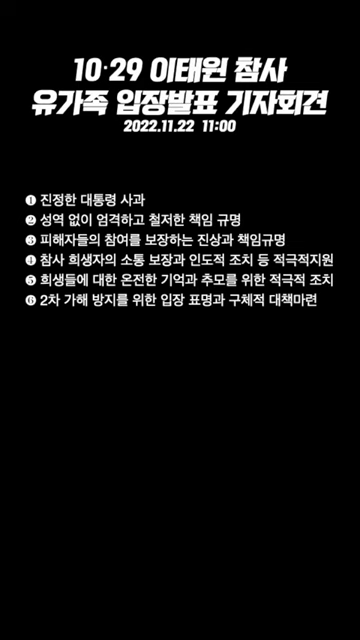 10·29 이태원 참사
유가족 입장발표 기자회견
2022.11.22 11:00
❶ 진정한 대통령 사과
❷ 성역 없이 엄격하고 철저한 책임 규명
❸ 피해자들의 참여를 보장하는 진상과 책임규명
❹ 참사 희생자의 소통 보장과 인도적 조치 등 적극적지원
❺ 희생들에 대한 온전한 기억과 추모를 위한 적극적 조치
❻ 2차 가해 방지를 위한 입장 표명과 구체적 대책마련